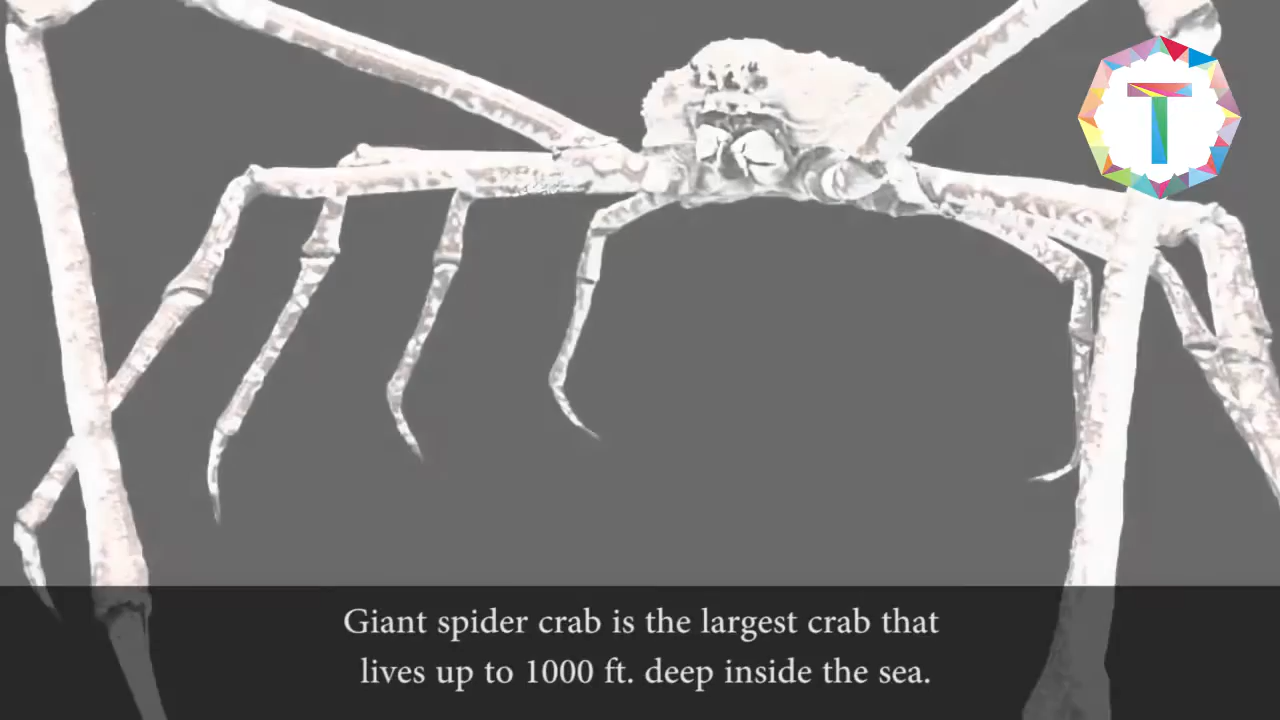 T
Giant spider crab is the largest crab that
lives up to 1000 ft. deep inside the sea.